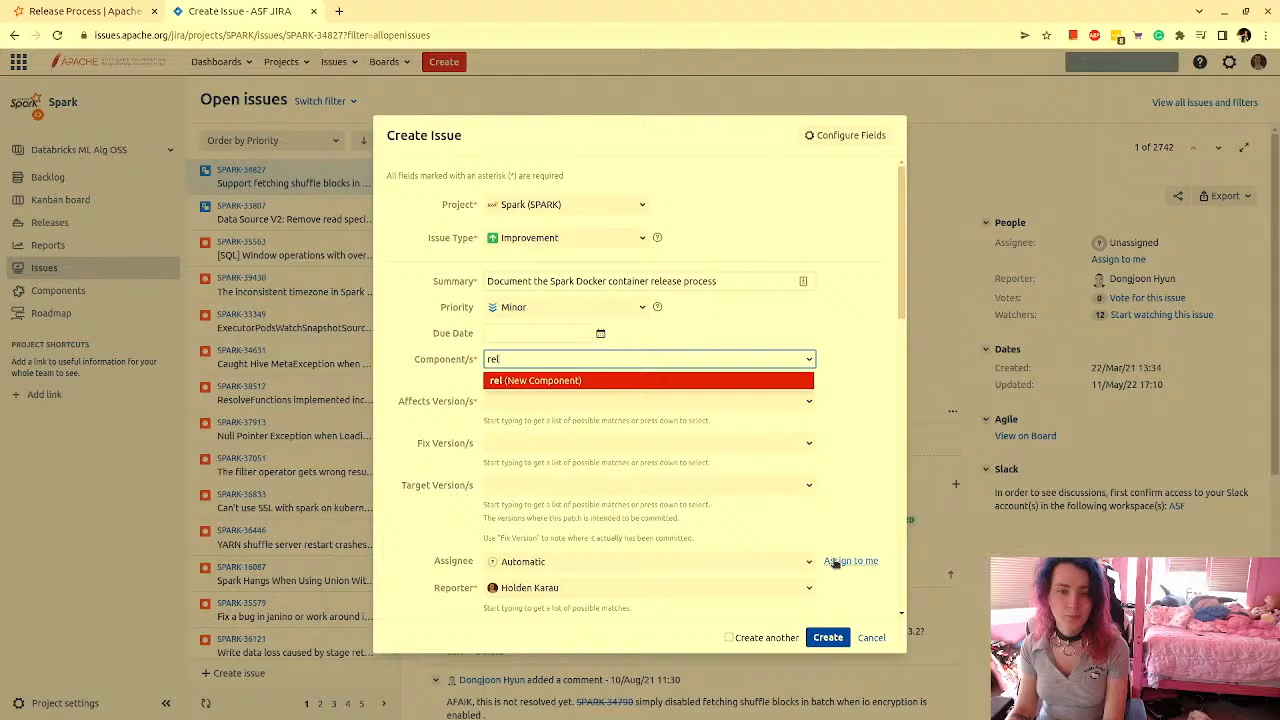 Release Process | Apache
Create Issue - ASF JIRA
issues.apache.org/jira/projects/SPARK/issues/SPARK-34827?filter=allopenissues
APACHE
Dashboards Projects Issues Boards Create
Spark
Spark
Databricks ML Alg OSS
Backlog
Kanban board
Releases
Reports
Issues
Components
Roadmap
PROJECT SHORTCUTS
Add a link to useful information for your
whole team to see.
+ Add link
Project settings
Open issues Switch filter
View all issues and filters
Order by Priority
SPARK-34827
Support fetching shuffle blocks in ...
SPARK-33807
Data Source V2: Remove read speci...
SPARK-35563
[SQL] Window operations with over...
SPARK-39430
The inconsistent timezone in Spark ...
SPARK-33349
ExecutorPodsWatchSnapshotSourc...
SPARK-34631
Caught Hive MetaException when ...
SPARK-38512
ResolveFunctions implemented inc...
SPARK-37913
Null Pointer Exception when Loadi...
SPARK-37051
The filter operator gets wrong resu...
SPARK-36833
Can't use SSL with spark on kubern...
SPARK-36446
YARN shuffle server restart crashe...
SPARK-16087
Spark Hangs When Using Union Wit...
SPARK-35579
Fix a bug in janino or work around i...
SPARK-36121
Write data loss caused by stage ret...
+ Create issue
1 2 3 4 5
Create Issue
Configure Fields
All fields marked with an asterisk (*) are required
Project* Spark (SPARK)
Issue Type* Improvement
Summary* Document the Spark Docker container release process
Priority Minor
Due Date
Component/s* rel
rel (New Component)
Affects Version/s*
Start typing to get a list of possible matches or press down to select.
Fix Version/s
Start typing to get a list of possible matches or press down to select.
Target Version/s
Start typing to get a list of possible matches or press down to select.
The versions where this patch is intended to be committed.
Use "Fix Version" to note where it actually has been committed.
Assignee Automatic Assign to me
Reporter Holden Karau
Start typing to get a list of possible matches.
Create another Create Cancel
1 of 2742
Export
People
Assignee: Unassigned
Assign to me
Reporter: Dongjoon Hyun
Votes: 0 Vote for this issue
Watchers: 12 Start watching this issue
Dates
Created: 22/Mar/21 13:34
Updated: 11/May/22 17:10
Agile
View on Board
Slack
In order to see discussions, first confirm access to your Slack
account(s) in the following workspace(s): ASF
3.2?
Dongjoon Hyun added a comment - 10/Aug/21 11:30
AFAIK, this is not resolved yet. SPARK-34790 simply disabled fetching shuffle blocks in batch when io encryption is
enabled .